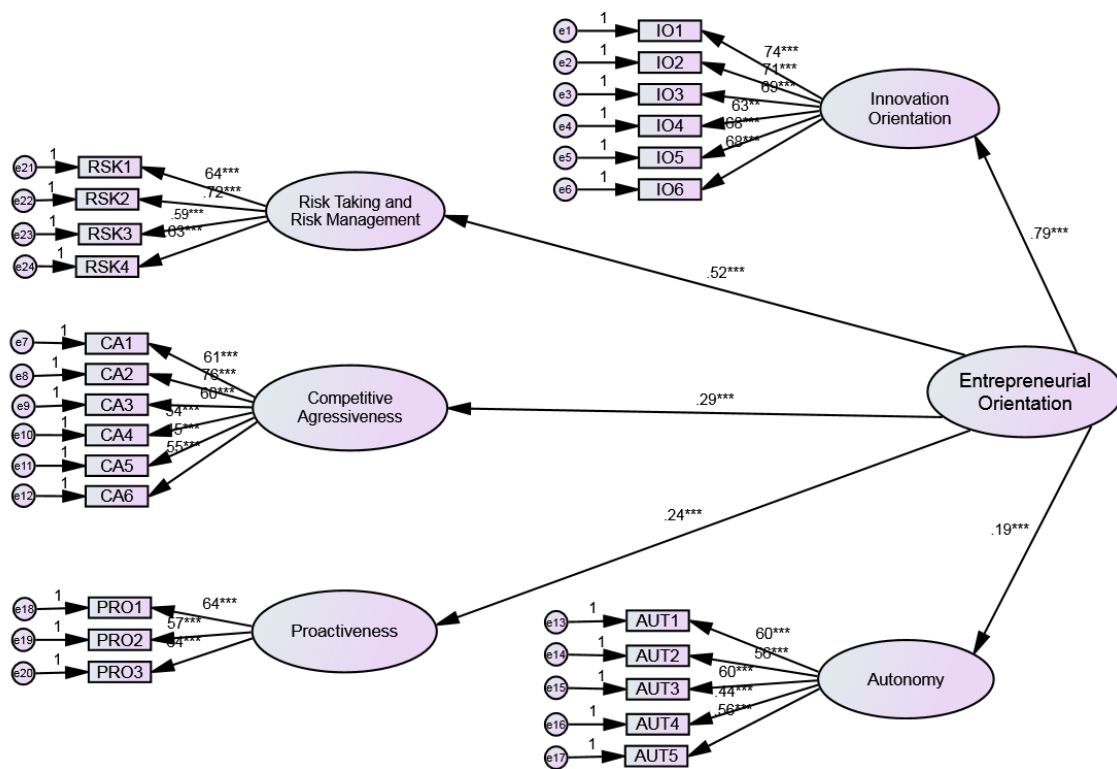 e1
1
IO1
e2
1
IO2
e3
1
IO3
e4
1
IO4
e5
1
IO5
e6
1
IO6
74***
71***
69***
63**
.68***
.68***
Innovation
Orientation
e21
1
RSK1
e22
1
RSK2
e23
1
RSK3
e24
1
RSK4
64***
.72***
.59***
Risk Taking and
Risk Management
.79***
.52***
e7
1
CA1
e8
1
CA2
e9
1
CA3
e10
1
CA4
e11
1
CA5
e12
1
CA6
61***
76***
55***
Competitive
Agressiveness
.29***
Entrepreneurial
Orientation
.24***
.19***
e18
1
PRO1
e19
1
PRO2
e20
1
PRO3
64***
57***
Proactiveness
e13
1
AUT1
e14
1
AUT2
e15
1
AUT3
e16
1
AUT4
e17
1
AUT5
60***
56***
60***
.44***
.56***
Autonomy